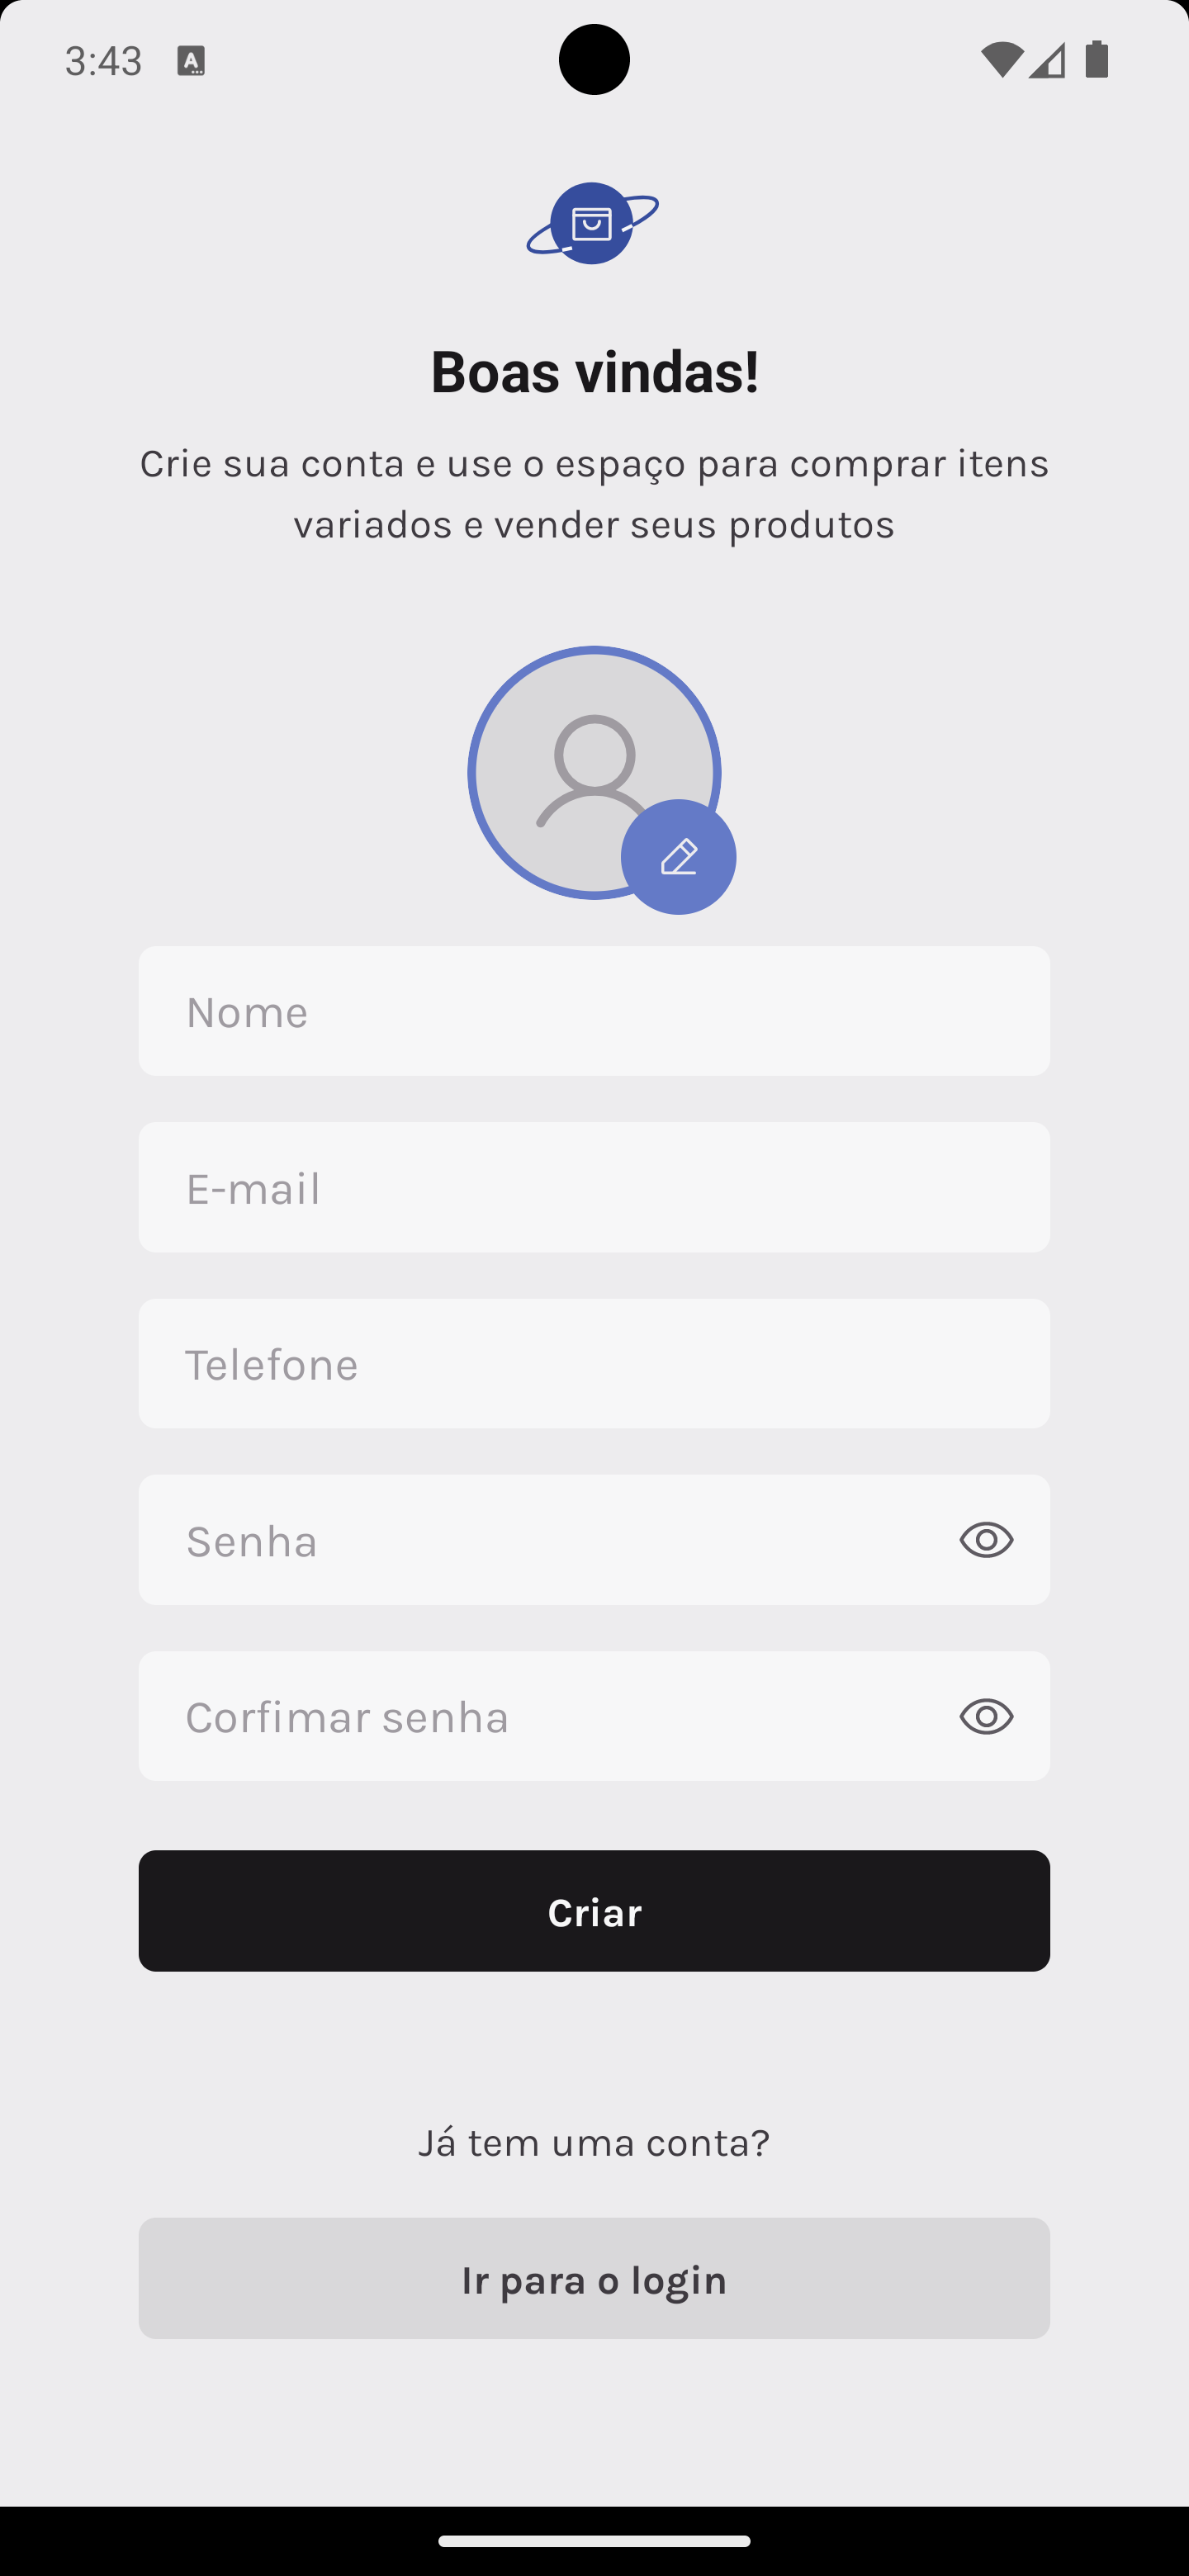 3:43
Boas vindas!
Crie sua conta e use o espaço para comprar itens
variados e vender seus produtos
Nome
E-mail
Telefone
Senha
Corfimar senha
Criar
Já tem uma conta?
Ir para o login